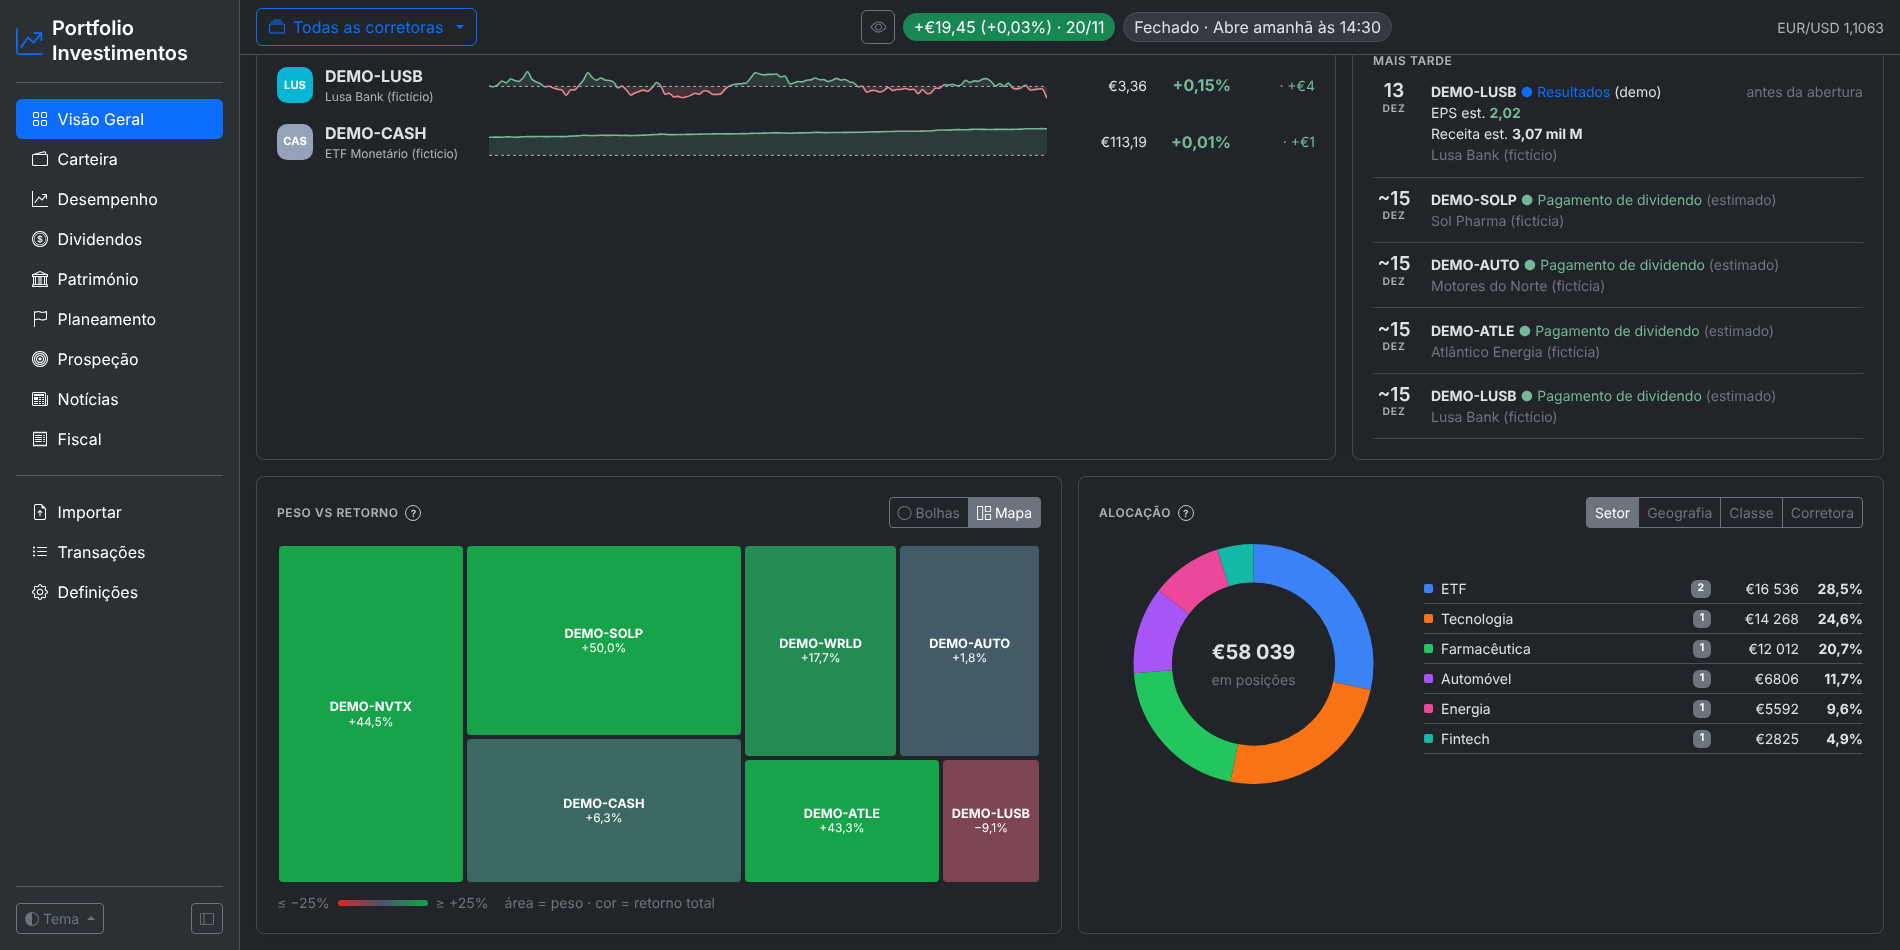 Portfolio
Investimentos
Visão Geral
Carteira
Desempenho
Dividendos
Património
Planeamento
Prospeção
Notícias
Fiscal
Importar
Transações
Definições
Tema
Todas as corretoras
+€19,45 (+0,03%) · 20/11
Fechado · Abre amanhã às 14:30
EUR/USD 1,1063
LUS
DEMO-LUSB
Lusa Bank (fictício)
€3,36
+0,15%
· +€4
CAS
DEMO-CASH
ETF Monetário (fictício)
€113,19
+0,01%
· +€1
MAIS TARDE
13
DEZ
DEMO-LUSB Resultados (demo)
antes da abertura
EPS est. 2,02
Receita est. 3,07 mil M
Lusa Bank (fictício)
~15
DEZ
DEMO-SOLP Pagamento de dividendo (estimado)
Sol Pharma (fictícia)
~15
DEZ
DEMO-AUTO Pagamento de dividendo (estimado)
Motores do Norte (fictícia)
~15
DEZ
DEMO-ATLE Pagamento de dividendo (estimado)
Atlântico Energia (fictícia)
~15
DEZ
DEMO-LUSB Pagamento de dividendo (estimado)
Lusa Bank (fictício)
PESO VS RETORNO ?
Bolhas
Mapa
DEMO-NVTX
+44,5%
DEMO-SOLP
+50,0%
DEMO-CASH
+6,3%
DEMO-WRLD
+17,7%
DEMO-AUTO
+1,8%
DEMO-ATLE
+43,3%
DEMO-LUSB
−9,1%
≤ −25%
≥ +25%
área = peso · cor = retorno total
ALOCAÇÃO ?
Setor
Geografia
Classe
Corretora
€58 039
em posições
ETF 2 €16 536 28,5%
Tecnologia 1 €14 268 24,6%
Farmacêutica 1 €12 012 20,7%
Automóvel 1 €6806 11,7%
Energia 1 €5592 9,6%
Fintech 1 €2825 4,9%